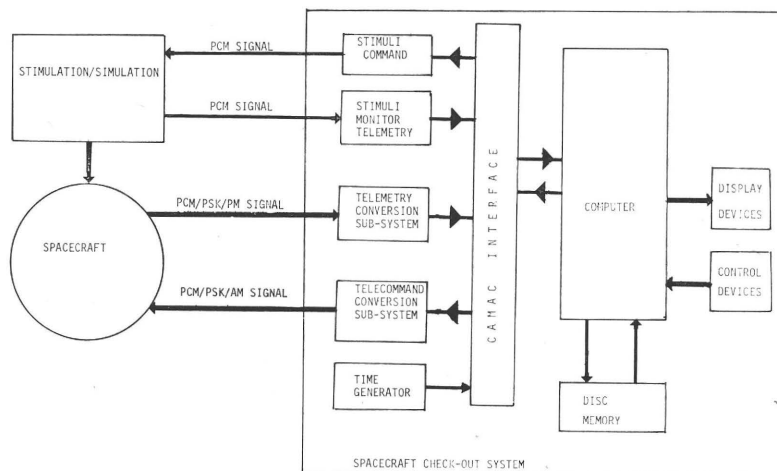 PCM SIGNAL
STIMULI
COMMAND
STIMULATION/SIMULATION
PCM SIGNAL
STIMULI
MONITOR
TELEMETRY
SPACECRAFT
PCM/PSK/PM SIGNAL
TELEMETRY
CONVERSION
SUB-SYSTEM
PCM/PSK/AM SIGNAL
TELECOMMAND
CONVERSION
SUB-SYSTEM
TIME
GENERATOR
CAMAC INTERFACE
COMPUTER
DISPLAY
DEVICES
CONTROL
DEVICES
DISC
MEMORY
SPACECRAFT CHECK-OUT SYSTEM